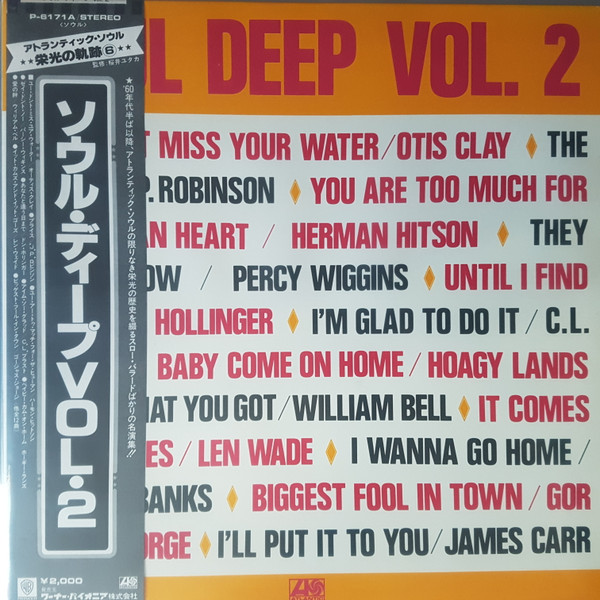 P-6171A/STEREO
〈ソウル〉
アトランティック・ソウル
★★栄光の軌跡⑥★★
監修:桜井ユタカ
ソウル・ディープVOL・2
★'60年代半ば以降、アトランティック・ソウルの限りなき栄光の歴史を綴るスロー・バラードばかりの名演集!!
¥2,000
ワーナー・パイオニア株式会社
L DEEP VOL. 2
T MISS YOUR WATER/OTIS CLAY ♦ THE
P. ROBINSON ♦ YOU ARE TOO MUCH FOR
AN HEART / HERMAN HITSON ♦ THEY
OW / PERCY WIGGINS ♦ UNTIL I FIND
HOLLINGER ♦ I'M GLAD TO DO IT / C.L.
BABY COME ON HOME / HOAGY LANDS
HAT YOU GOT/WILLIAM BELL ♦ IT COMES
ES / LEN WADE ♦ I WANNA GO HOME /
BANKS ♦ BIGGEST FOOL IN TOWN / GOR
ORGE ♦ I'LL PUT IT TO YOU/JAMES CARR
ATLANTIC